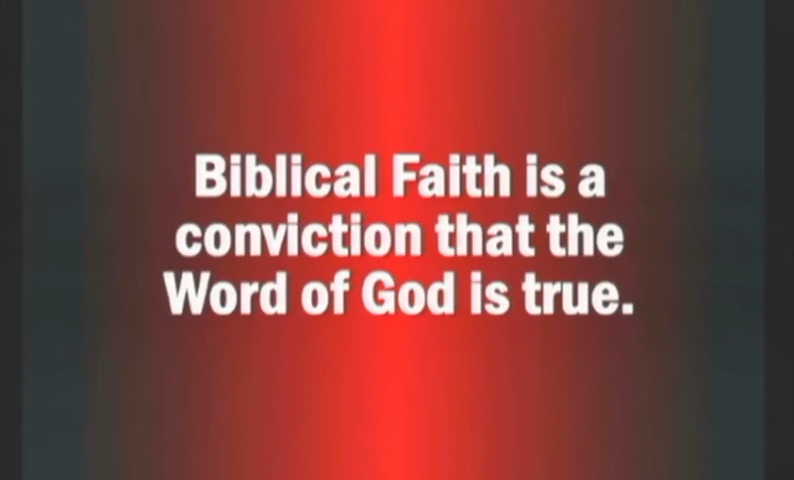 Biblical Faith is a
conviction that the
Word of God is true.